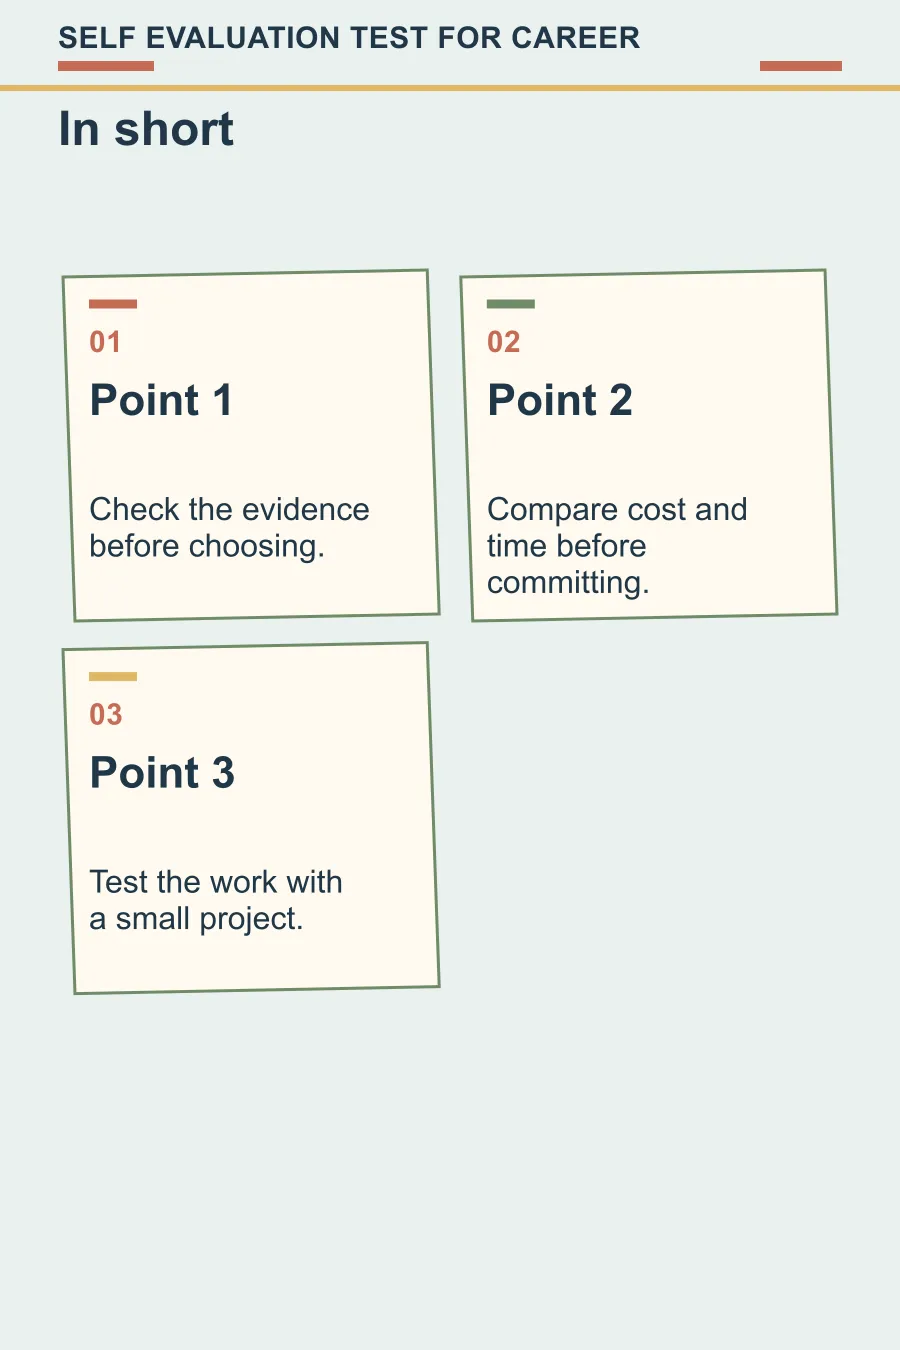 SELF EVALUATION TEST FOR CAREER
In short
01
Point 1
Check the evidence
before choosing.
02
Point 2
Compare cost and
time before
committing.
03
Point 3
Test the work with
a small project.